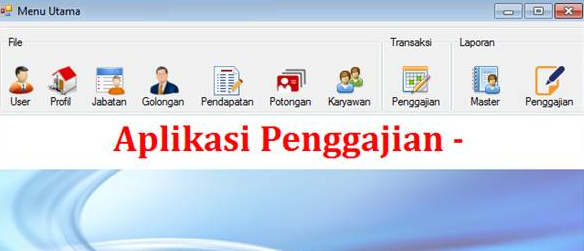 Menu Utama
File Transaksi Laporan
User Profil Jabatan Golongan Pendapatan Potongan Karyawan Penggajian Master Penggajian
Aplikasi Penggajian -